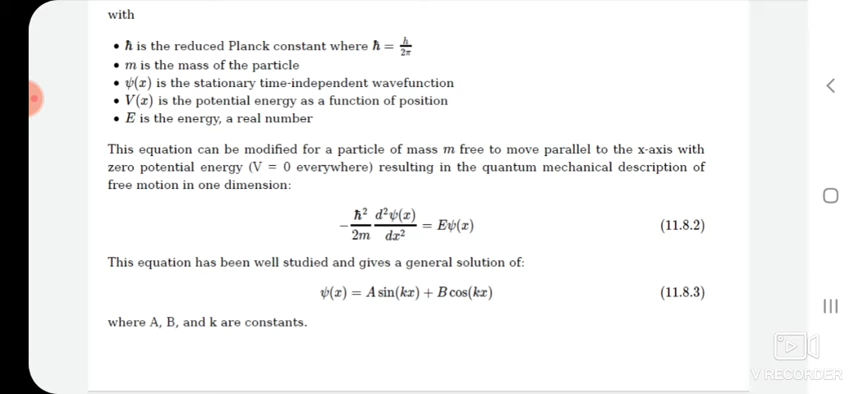 with
• ħ is the reduced Planck constant where ħ = h/2π
• m is the mass of the particle
• ψ(x) is the stationary time-independent wavefunction
• V(x) is the potential energy as a function of position
• E is the energy, a real number
This equation can be modified for a particle of mass m free to move parallel to the x-axis with
zero potential energy (V = 0 everywhere) resulting in the quantum mechanical description of
free motion in one dimension:
−ħ²/2m d²ψ(x)/dx² = Eψ(x) (11.8.2)
This equation has been well studied and gives a general solution of:
ψ(x) = A sin(kx) + B cos(kx) (11.8.3)
where A, B, and k are constants.
V RECORDER